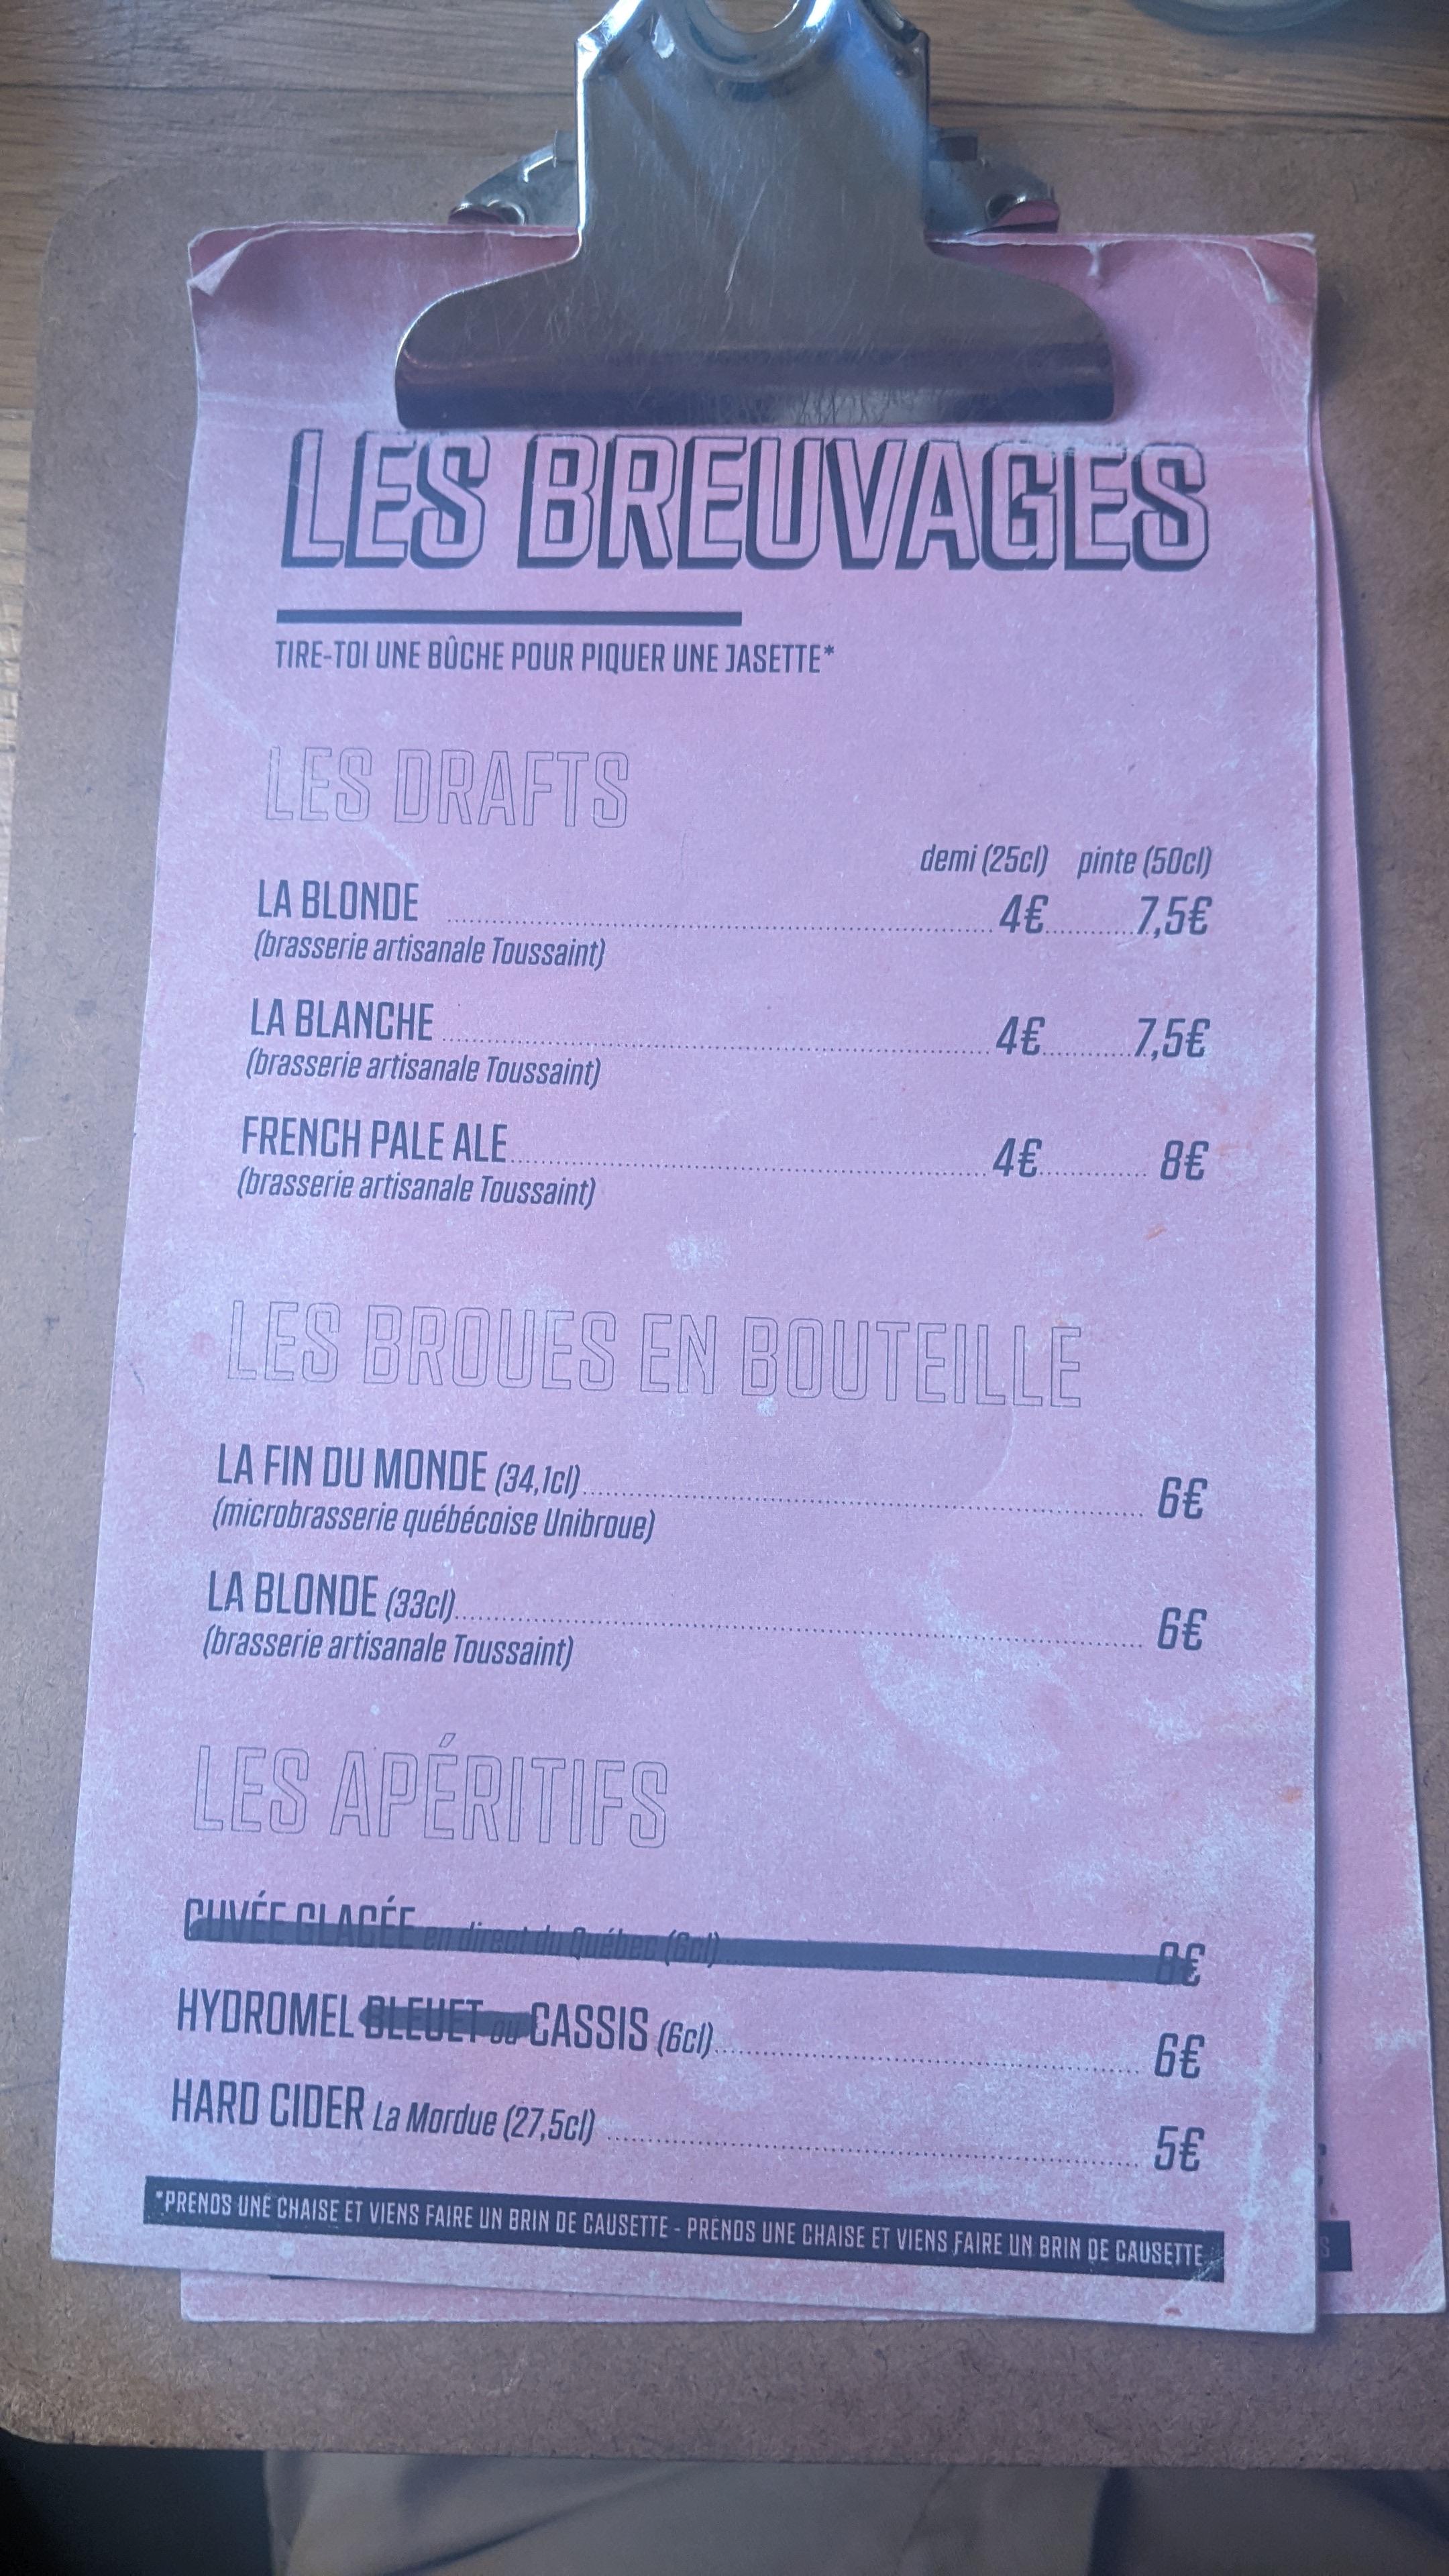 LES BREUVAGES
TIRE-TOI UNE BÛCHE POUR PIQUER UNE JASETTE*
LES DRAFTS
demi (25cl) pinte (50cl)
LA BLONDE 4€ 7,5€
(brasserie artisanale Toussaint)
LA BLANCHE 4€ 7,5€
(brasserie artisanale Toussaint)
FRENCH PALE ALE 4€ 8€
(brasserie artisanale Toussaint)
LES BROUES EN BOUTEILLE
LA FIN DU MONDE (34,1cl) 6€
(microbrasserie québécoise Unibroue)
LA BLONDE (33cl) 6€
(brasserie artisanale Toussaint)
LES APÉRITIFS
CUVÉE GLACÉE en direct du Québec (6cl) 8€
HYDROMEL BLEUET ou CASSIS (6cl) 6€
HARD CIDER La Mordue (27,5cl) 5€
*PRENDS UNE CHAISE ET VIENS FAIRE UN BRIN DE CAUSETTE - PRENDS UNE CHAISE ET VIENS FAIRE UN BRIN DE CAUSETTE